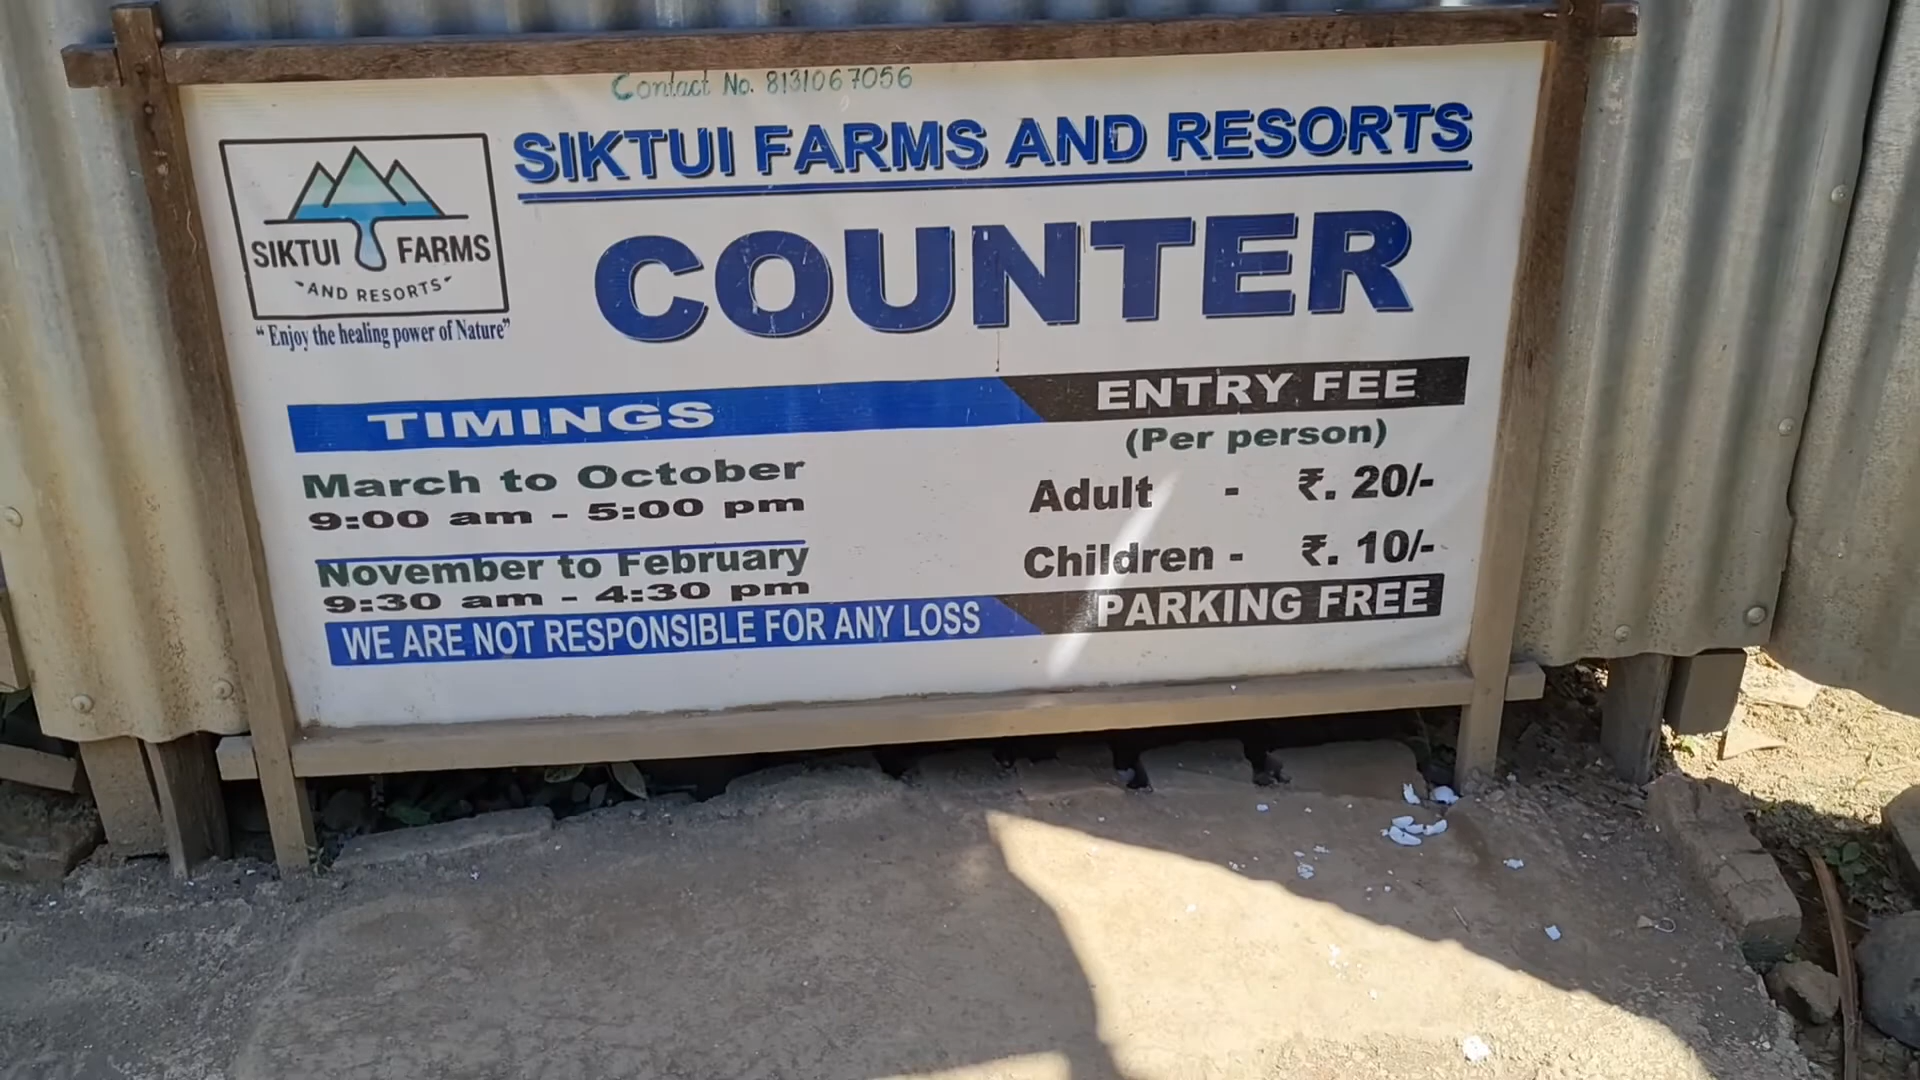 Contact No. 8131067056
SIKTUI FARMS AND RESORTS
COUNTER
SIKTUI FARMS
AND RESORTS
“Enjoy the healing power of Nature”
TIMINGS
March to October
9:00 am - 5:00 pm
November to February
9:30 am - 4:30 pm
WE ARE NOT RESPONSIBLE FOR ANY LOSS
ENTRY FEE
(Per person)
Adult - ₹. 20/-
Children - ₹. 10/-
PARKING FREE